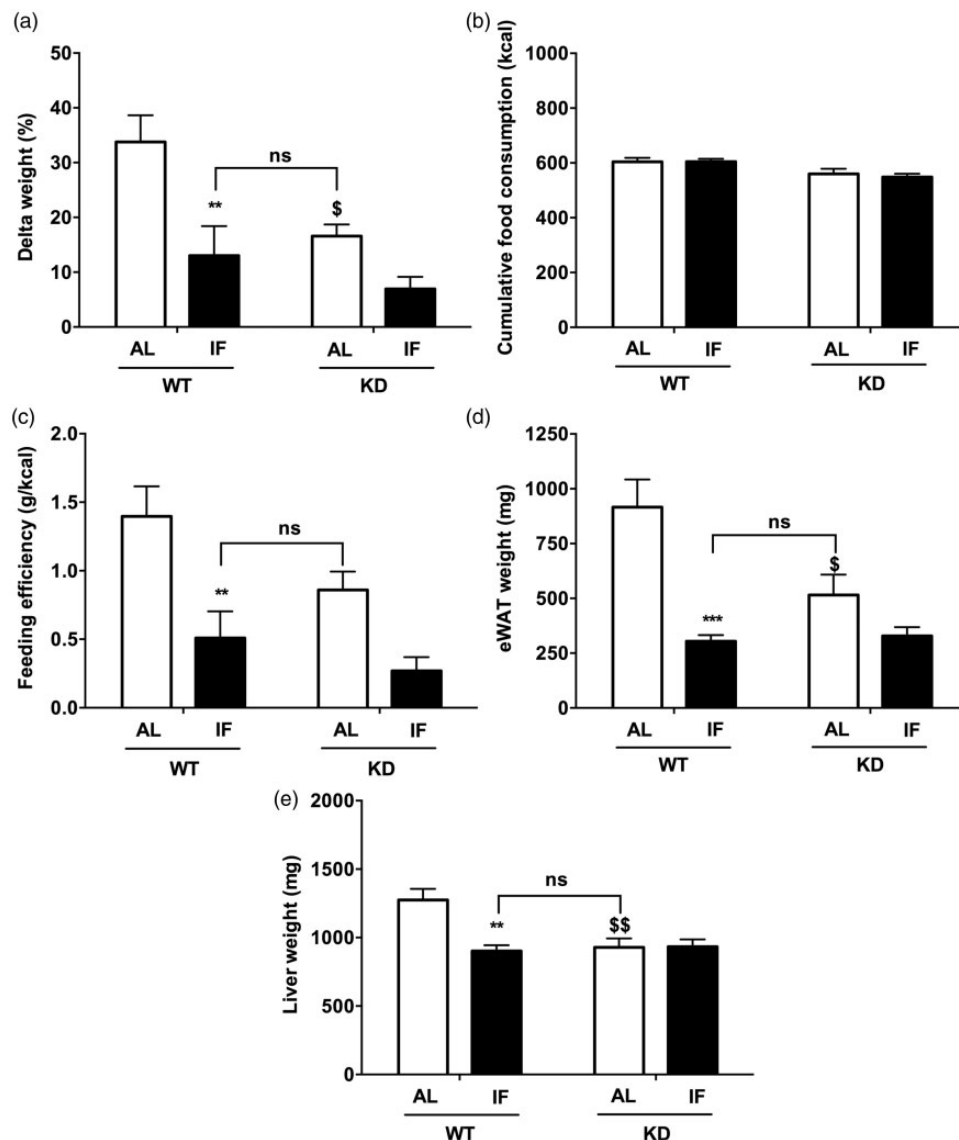 (a)
Delta weight (%)
50
40
30
20
10
0
ns
**
$
AL IF AL IF
WT KD
(b)
Cumulative food consumption (kcal)
1000
800
600
400
200
0
AL IF AL IF
WT KD
(c)
Feeding efficiency (g/kcal)
2.0
1.5
1.0
0.5
0.0
ns
**
AL IF AL IF
WT KD
(d)
eWAT weight (mg)
1250
1000
750
500
250
0
ns
***
$
AL IF AL IF
WT KD
(e)
Liver weight (mg)
2000
1500
1000
500
0
ns
**
$$
AL IF AL IF
WT KD